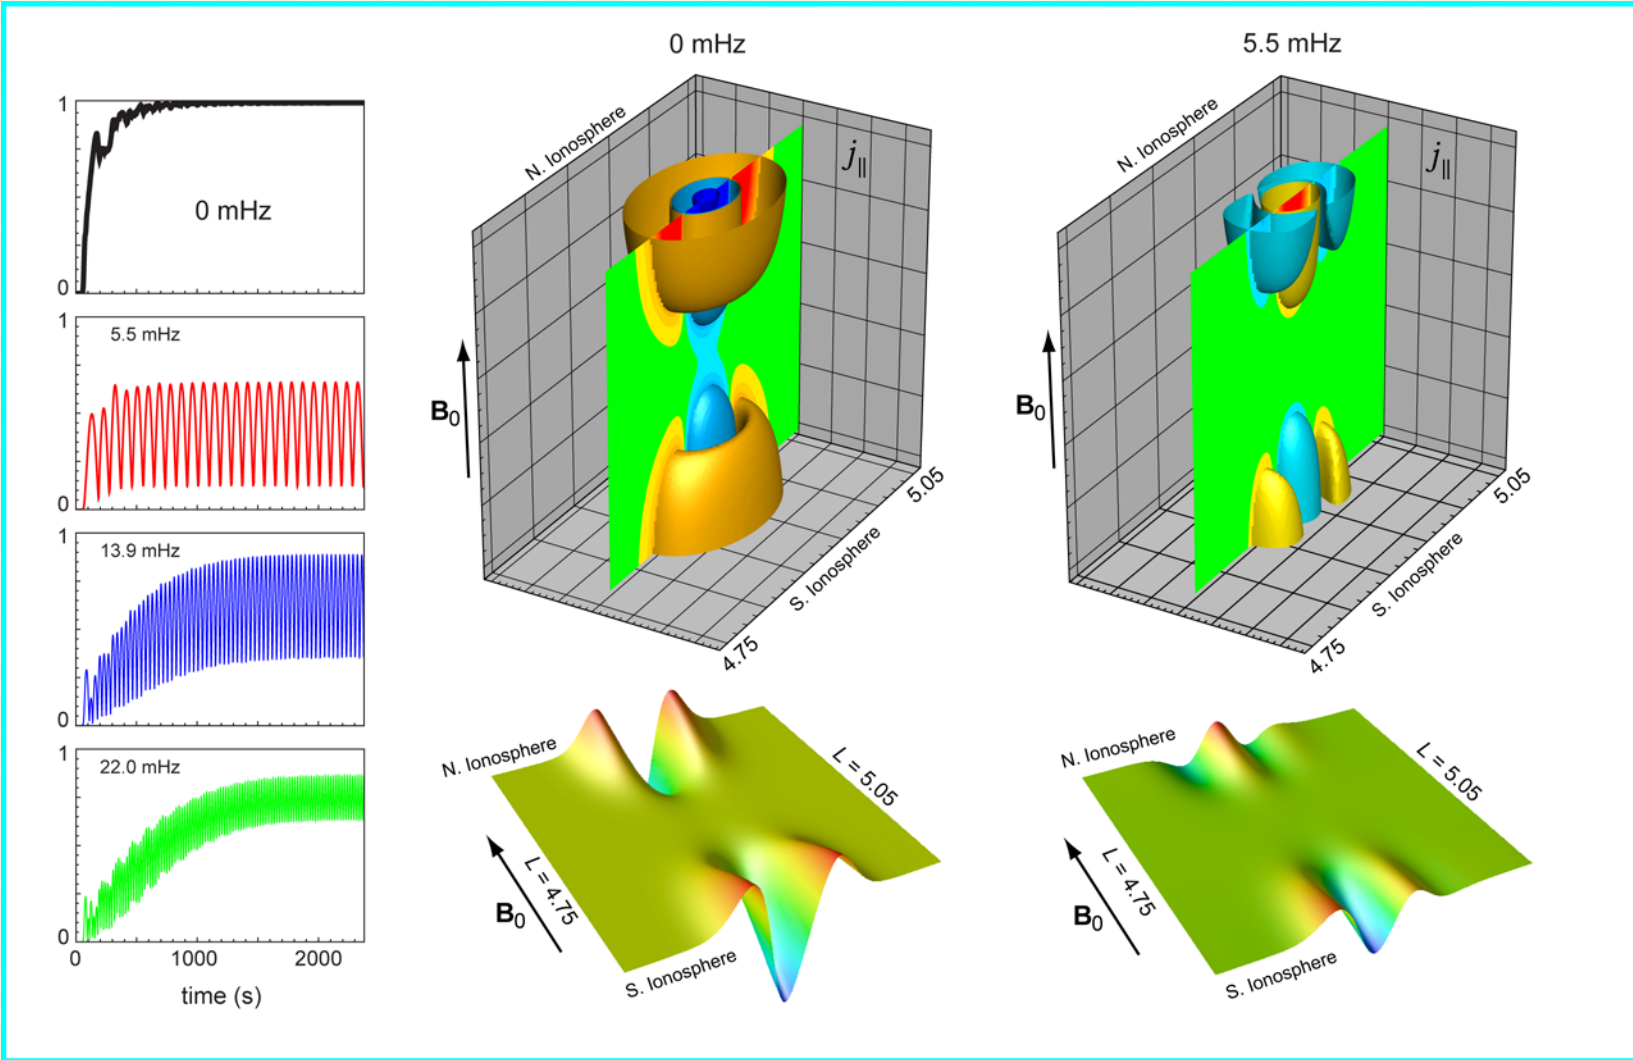 0 mHz
5.5 mHz
1
0 mHz
0
1
5.5 mHz
0
1
13.9 mHz
0
1
22.0 mHz
0
0
1000
2000
time (s)
N. Ionosphere
j||
B0
S. Ionosphere
5.05
4.75
N. Ionosphere
j||
B0
S. Ionosphere
5.05
4.75
N. Ionosphere
L = 5.05
L = 4.75
B0
S. Ionosphere
N. Ionosphere
L = 5.05
L = 4.75
B0
S. Ionosphere